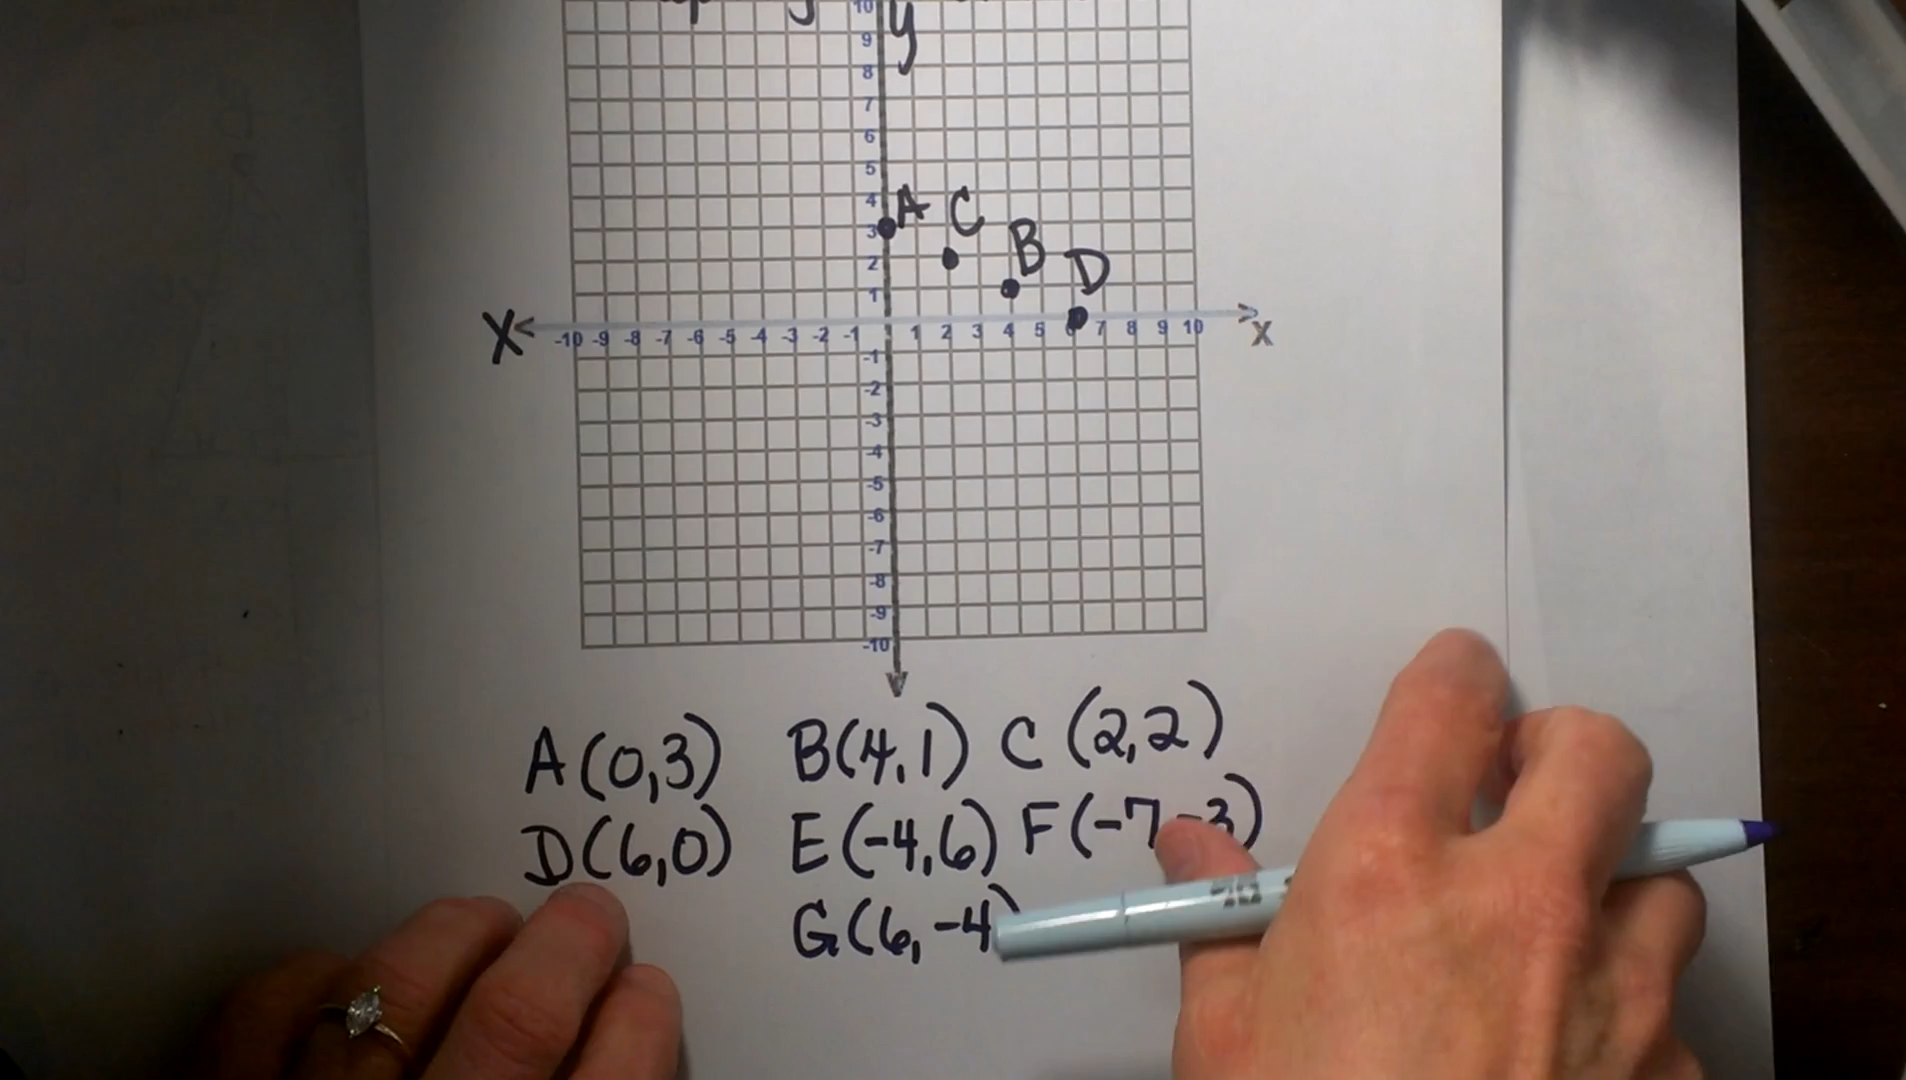 10 y
9
8
7
6
5
4 A C
3 B
2 D
1
X -10 -9 -8 -7 -6 -5 -4 -3 -2 -1 1 2 3 4 5 6 7 8 9 10 X
-1
-2
-3
-4
-5
-6
-7
-8
-9
-10
A(0,3) B(4,1) C(2,2)
D(6,0) E(-4,6) F(-7,-3)
G(6,-4)